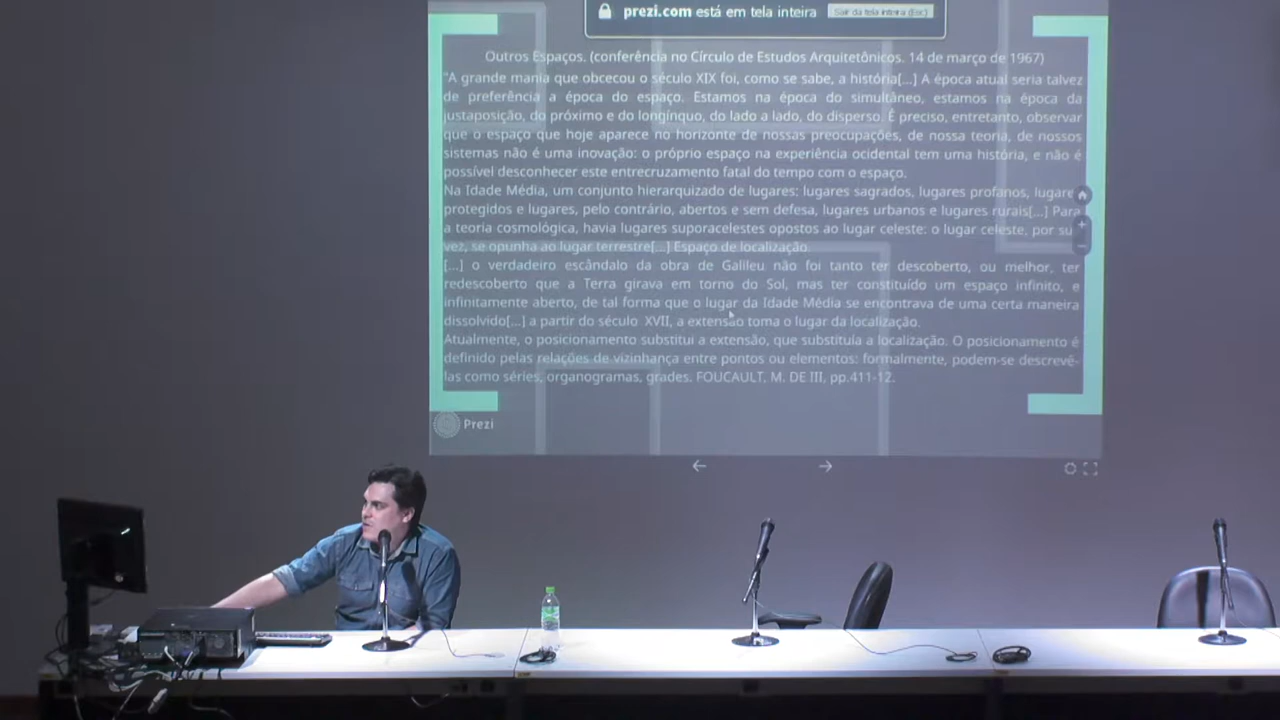 prezi.com está em tela inteira
Sair da tela inteira (Esc)
Outros Espaços. (conferência no Círculo de Estudos Arquitetônicos. 14 de março de 1967)
"A grande mania que obcecou o século XIX foi, como se sabe, a história[...] A época atual seria talvez
de preferência a época do espaço. Estamos na época do simultâneo, estamos na época da
justaposição, do próximo e do longínquo, do lado a lado, do disperso. É preciso, entretanto, observar
que o espaço que hoje aparece no horizonte de nossas preocupações, de nossa teoria, de nossos
sistemas não é uma inovação: o próprio espaço na experiência ocidental tem uma história, e não é
possível desconhecer este entrecruzamento fatal do tempo com o espaço.
Na Idade Média, um conjunto hierarquizado de lugares: lugares sagrados, lugares profanos, lugare
protegidos e lugares, pelo contrário, abertos e sem defesa, lugares urbanos e lugares rurais[...] Para
a teoria cosmológica, havia lugares suporacelestes opostos ao lugar celeste: o lugar celeste, por su
vez, se opunha ao lugar terrestre[...] Espaço de localização.
[...] o verdadeiro escândalo da obra de Galileu não foi tanto ter descoberto, ou melhor, ter
redescoberto que a Terra girava em torno do Sol, mas ter constituído um espaço infinito, e
infinitamente aberto, de tal forma que o lugar da Idade Média se encontrava de uma certa maneira
dissolvido[...] a partir do século XVII, a extensão toma o lugar da localização.
Atualmente, o posicionamento substitui a extensão, que substituía a localização. O posicionamento é
definido pelas relações de vizinhança entre pontos ou elementos: formalmente, podem-se descrevê-
las como séries, organogramas, grades. FOUCAULT, M. DE III, pp.411-12.
Prezi